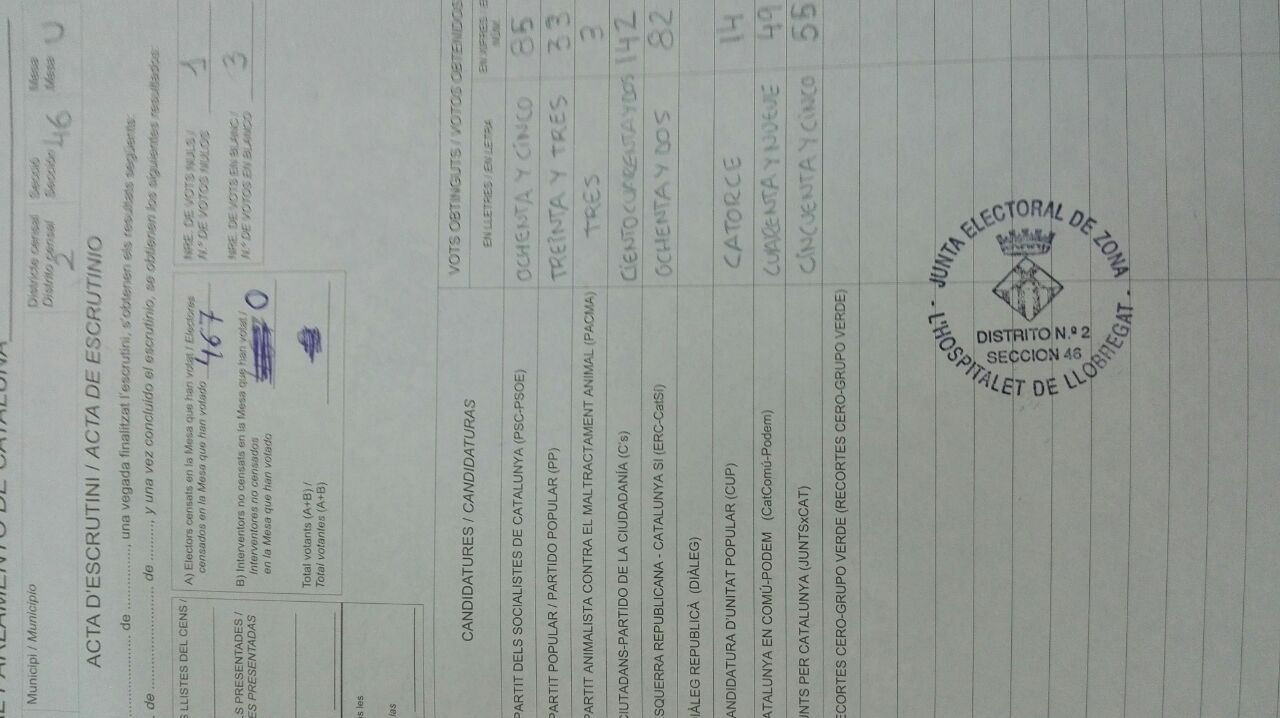 PARLAMENTO DE CATALUÑA
Municipi / Municipio
Districte censal
Distrito censal 2
Secció
Sección 46
Mesa
Mesa U
ACTA D'ESCRUTINI / ACTA DE ESCRUTINIO
de ..............., una vegada finalitzat l'escrutini, s'obtenen els resultats següents:
, de ............... de .........., y una vez concluido el escrutinio, se obtienen los siguientes resultados:
LLISTES DEL CENS /
PRESENTADES /
PRESENTADAS
A) Electors censats en la Mesa que han votat / Electores
censados en la Mesa que han votado 467
B) Interventors no censats en la Mesa que han votat /
Interventores no censados
en la Mesa que han votado 0
Total votants (A+B) /
Total votantes (A+B)
NRE. DE VOTS NULS /
N.º DE VOTOS NULOS 1
NRE. DE VOTS EN BLANC /
N.º DE VOTOS EN BLANCO 3
CANDIDATURES / CANDIDATURAS
VOTS OBTINGUTS / VOTOS OBTENIDOS
EN LLETRES / EN LETRA
EN XIFRES / EN
NÚM.
PARTIT DELS SOCIALISTES DE CATALUNYA (PSC-PSOE) OCHENTA Y CINCO 85
PARTIT POPULAR / PARTIDO POPULAR (PP) TREINTA Y TRES 33
PARTIT ANIMALISTA CONTRA EL MALTRACTAMENT ANIMAL (PACMA) TRES 3
CIUTADANS-PARTIDO DE LA CIUDADANÍA (C's) CIENTO CUARENTA Y DOS 142
SQUERRA REPUBLICANA - CATALUNYA SI (ERC-CatSI) OCHENTA Y DOS 82
IÀLEG REPUBLICÀ (DIÀLEG)
ANDIDATURA D'UNITAT POPULAR (CUP) CATORCE 14
ATALUNYA EN COMÚ-PODEM (CatComú-Podem) CUARENTA Y NUEVE 49
UNTS PER CATALUNYA (JUNTSxCAT) CINCUENTA Y CINCO 55
ECORTES CERO-GRUPO VERDE (RECORTES CERO-GRUPO VERDE)
JUNTA ELECTORAL DE ZONA
DISTRITO N.º 2
SECCION 46
L'HOSPITALET DE LLOBREGAT